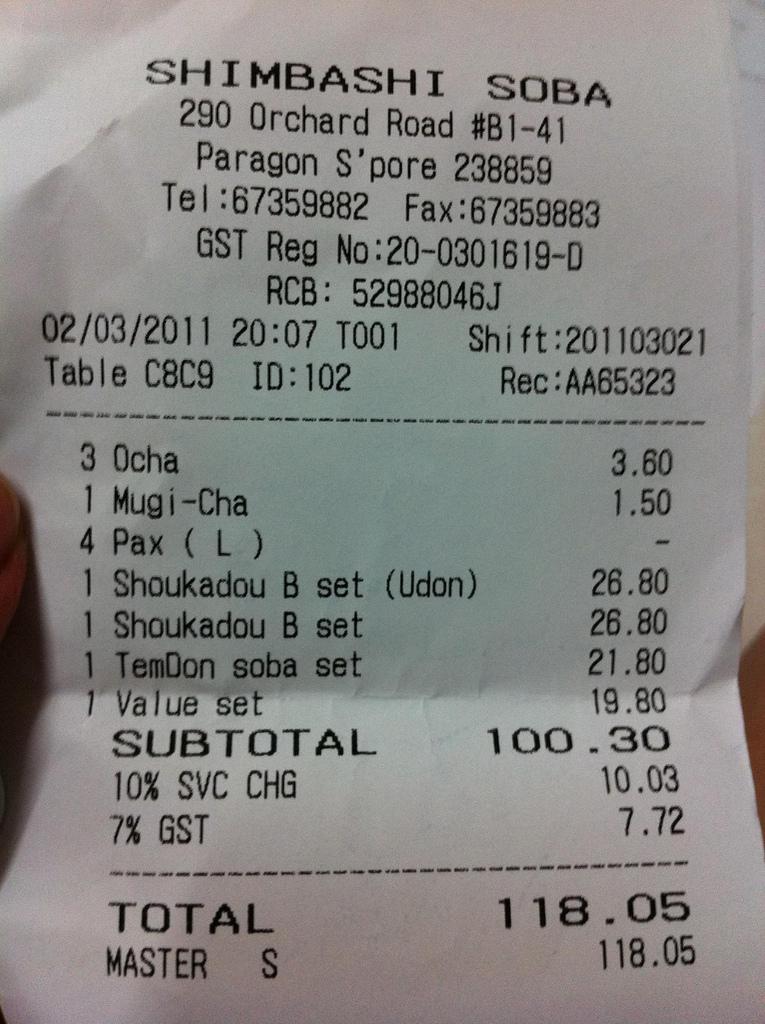 SHIMBASHI SOBA
290 Orchard Road #B1-41
Paragon S'pore 238859
Tel:67359882 Fax:67359883
GST Reg No:20-0301619-D
RCB: 52988046J
02/03/2011 20:07 T001 Shift:201103021
Table C8C9 ID:102 Rec:AA65323
3 Ocha 3.60
1 Mugi-Cha 1.50
4 Pax ( L ) -
1 Shoukadou B set (Udon) 26.80
1 Shoukadou B set 26.80
1 TemDon soba set 21.80
1 Value set 19.80
SUBTOTAL 100.30
10% SVC CHG 10.03
7% GST 7.72
TOTAL 118.05
MASTER S 118.05